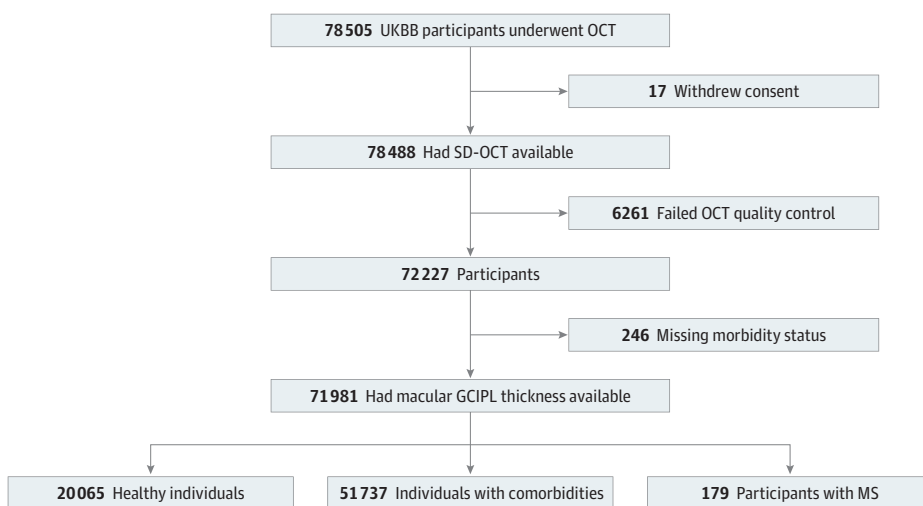 78505 UKBB participants underwent OCT
17 Withdrew consent
78488 Had SD-OCT available
6261 Failed OCT quality control
72227 Participants
246 Missing morbidity status
71981 Had macular GCIPL thickness available
20065 Healthy individuals
51737 Individuals with comorbidities
179 Participants with MS